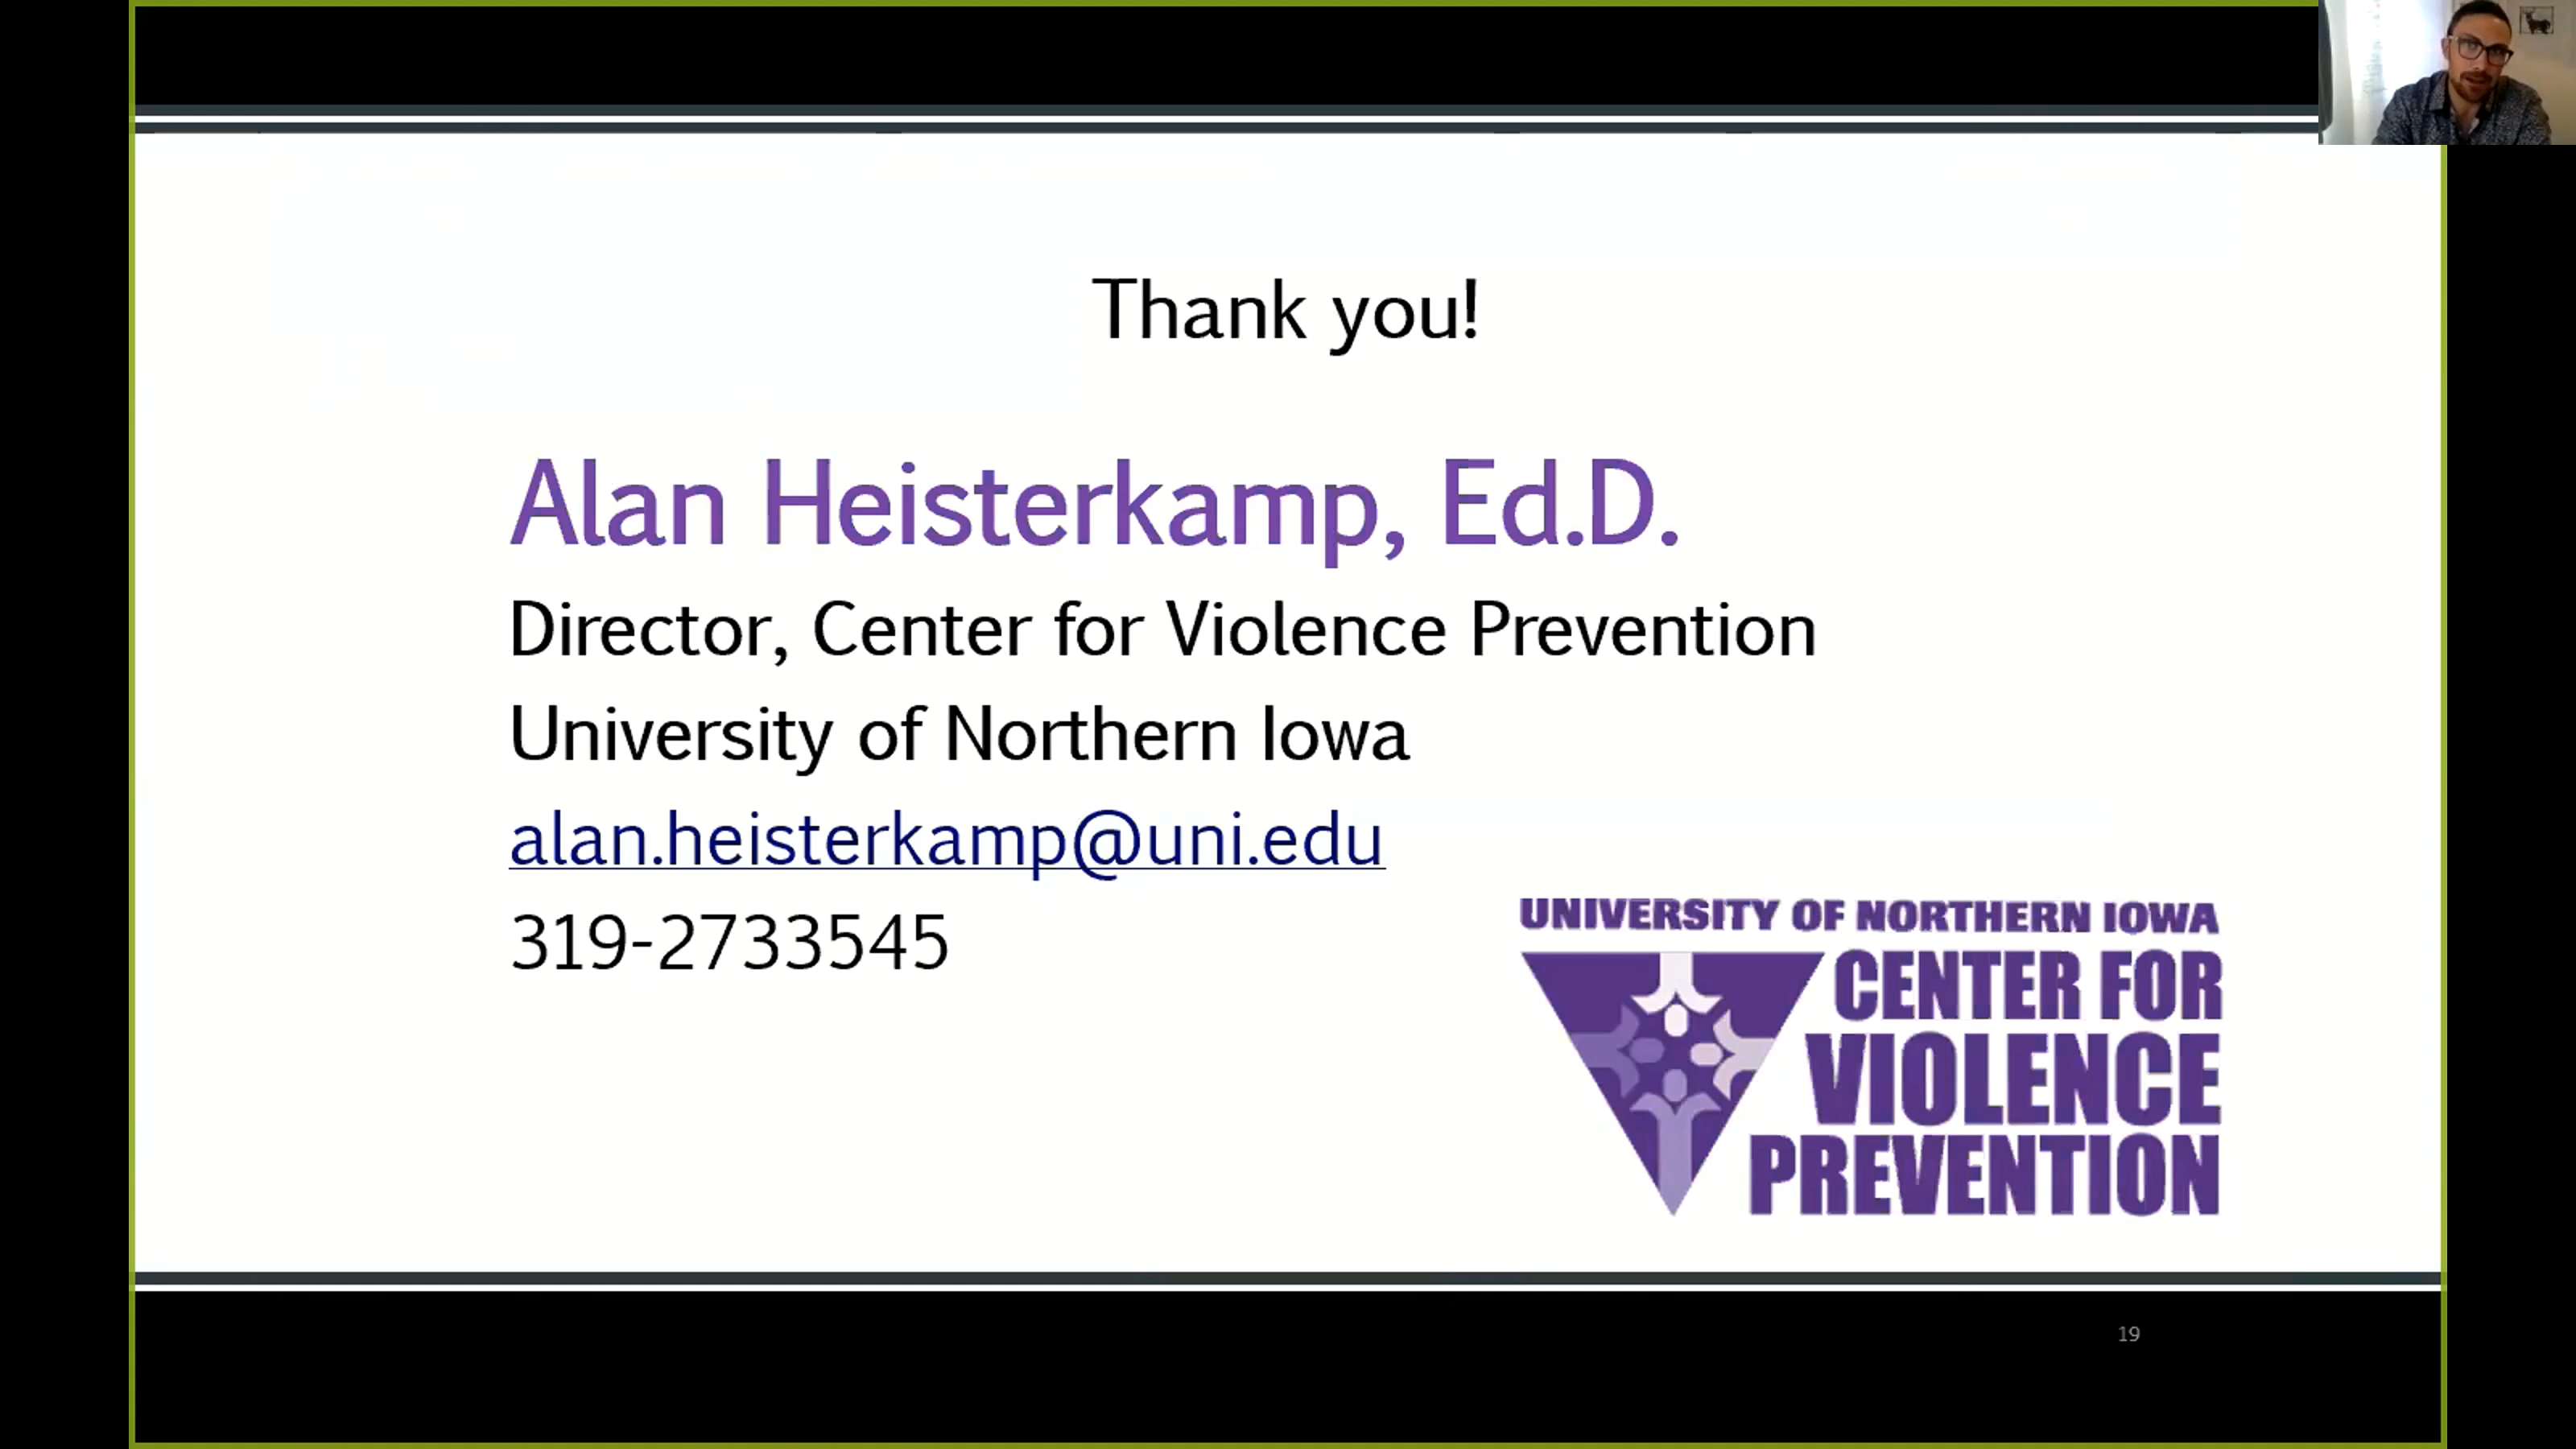 Thank you!
Alan Heisterkamp, Ed.D.
Director, Center for Violence Prevention
University of Northern Iowa
alan.heisterkamp@uni.edu
319-2733545
UNIVERSITY OF NORTHERN IOWA
CENTER FOR
VIOLENCE
PREVENTION
19